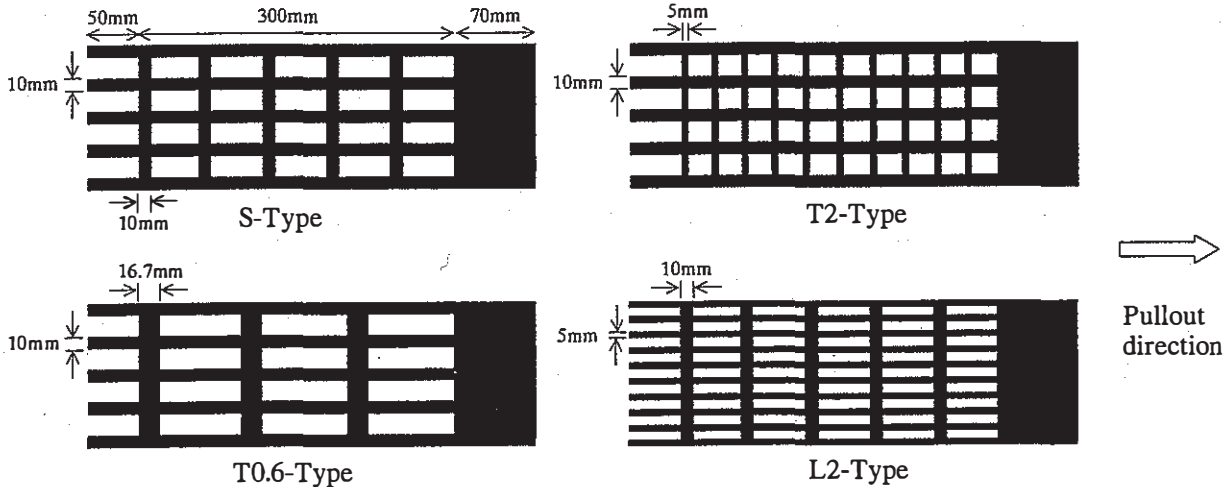 50mm
300mm
70mm
10mm
10mm
S-Type
5mm
10mm
T2-Type
16.7mm
10mm
T0.6-Type
10mm
5mm
L2-Type
Pullout
direction